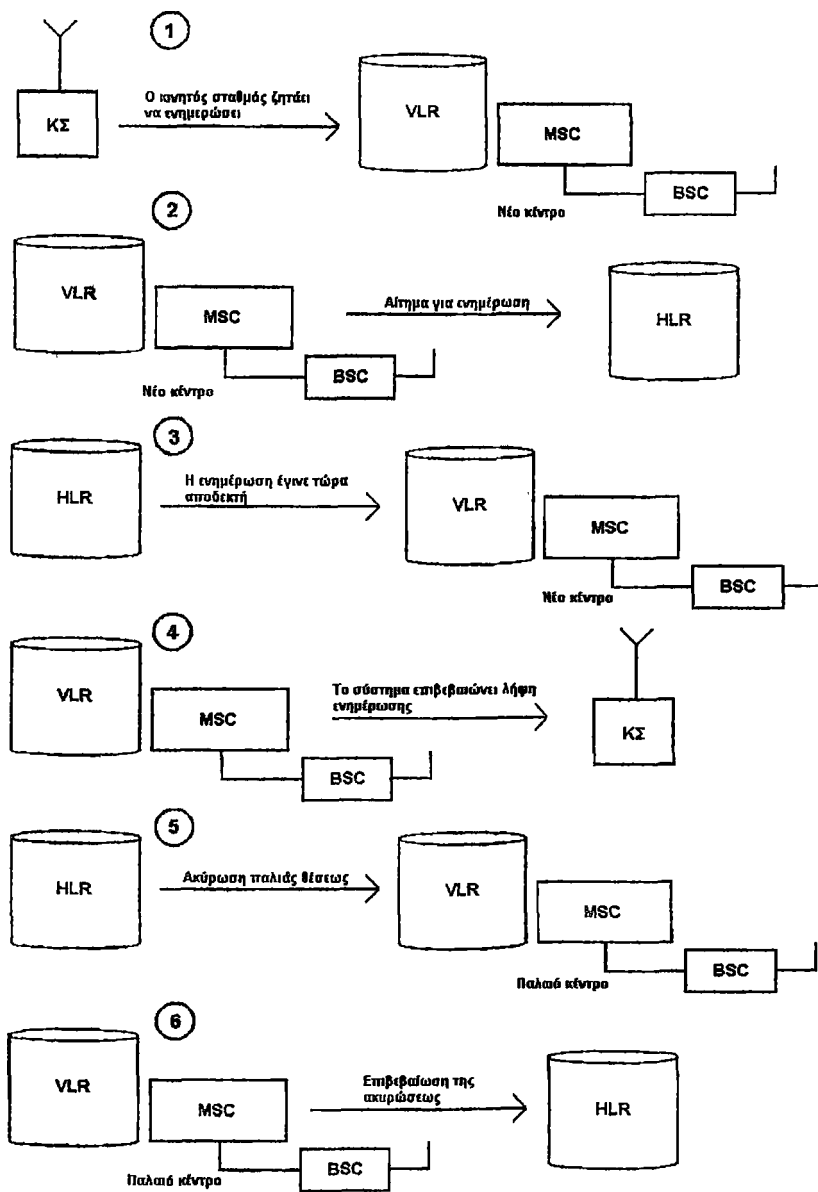 1
Ο κινητός σταθμός ζητάει
να ενημερώσει
ΚΣ
VLR
MSC
BSC
Νέο κέντρο
2
VLR
MSC
BSC
Νέο κέντρο
Αίτημα για ενημέρωση
HLR
3
HLR
Η ενημέρωση έγινε τώρα
αποδεκτή
VLR
MSC
BSC
Νέο κέντρο
4
VLR
MSC
BSC
Το σύστημα επιβεβαιώνει λήψη
ενημέρωσης
ΚΣ
5
HLR
Ακύρωση παλιάς θέσεως
VLR
MSC
BSC
Παλαιό κέντρο
6
VLR
MSC
BSC
Παλαιό κέντρο
Επιβεβαίωση της
ακυρώσεως
HLR